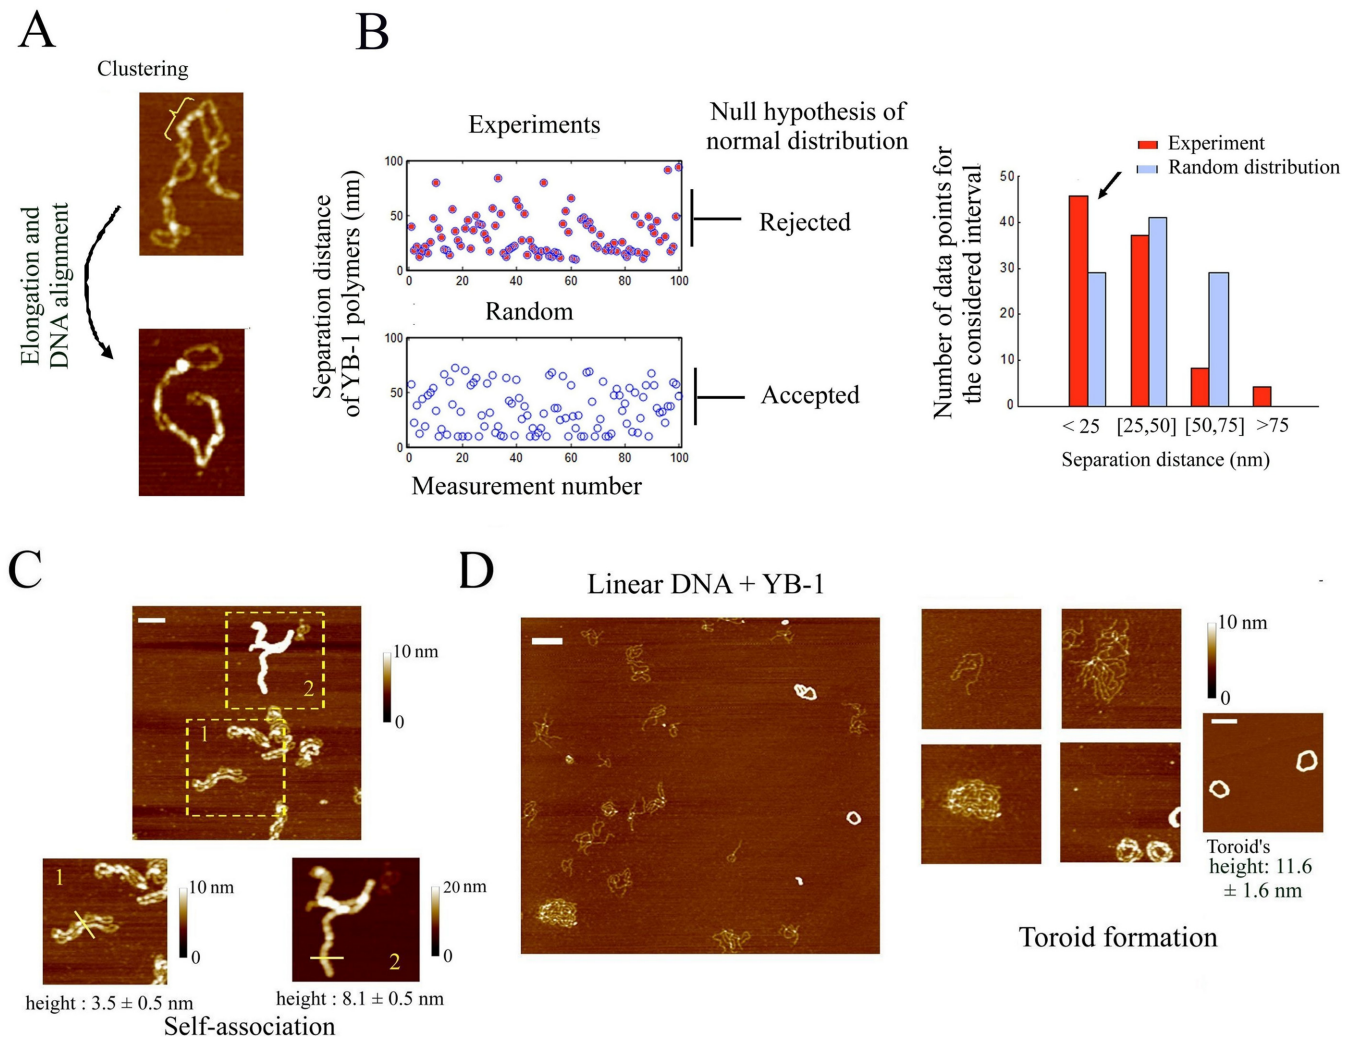 A
Clustering
Elongation and
DNA alignment
B
Experiments
Null hypothesis of
normal distribution
Separation distance
of YB-1 polymers (nm)
100
50
0
0
20
40
60
80
100
Rejected
Random
100
50
0
0
20
40
60
80
100
Accepted
Measurement number
Number of data points for
the considered interval
Experiment
Random distribution
50
40
30
20
10
0
< 25
[25,50]
[50,75]
>75
Separation distance (nm)
C
2
1
10 nm
0
1
10 nm
0
height : 3.5 ± 0.5 nm
2
20 nm
0
height : 8.1 ± 0.5 nm
Self-association
D
Linear DNA + YB-1
10 nm
0
Toroid's
height: 11.6
± 1.6 nm
Toroid formation